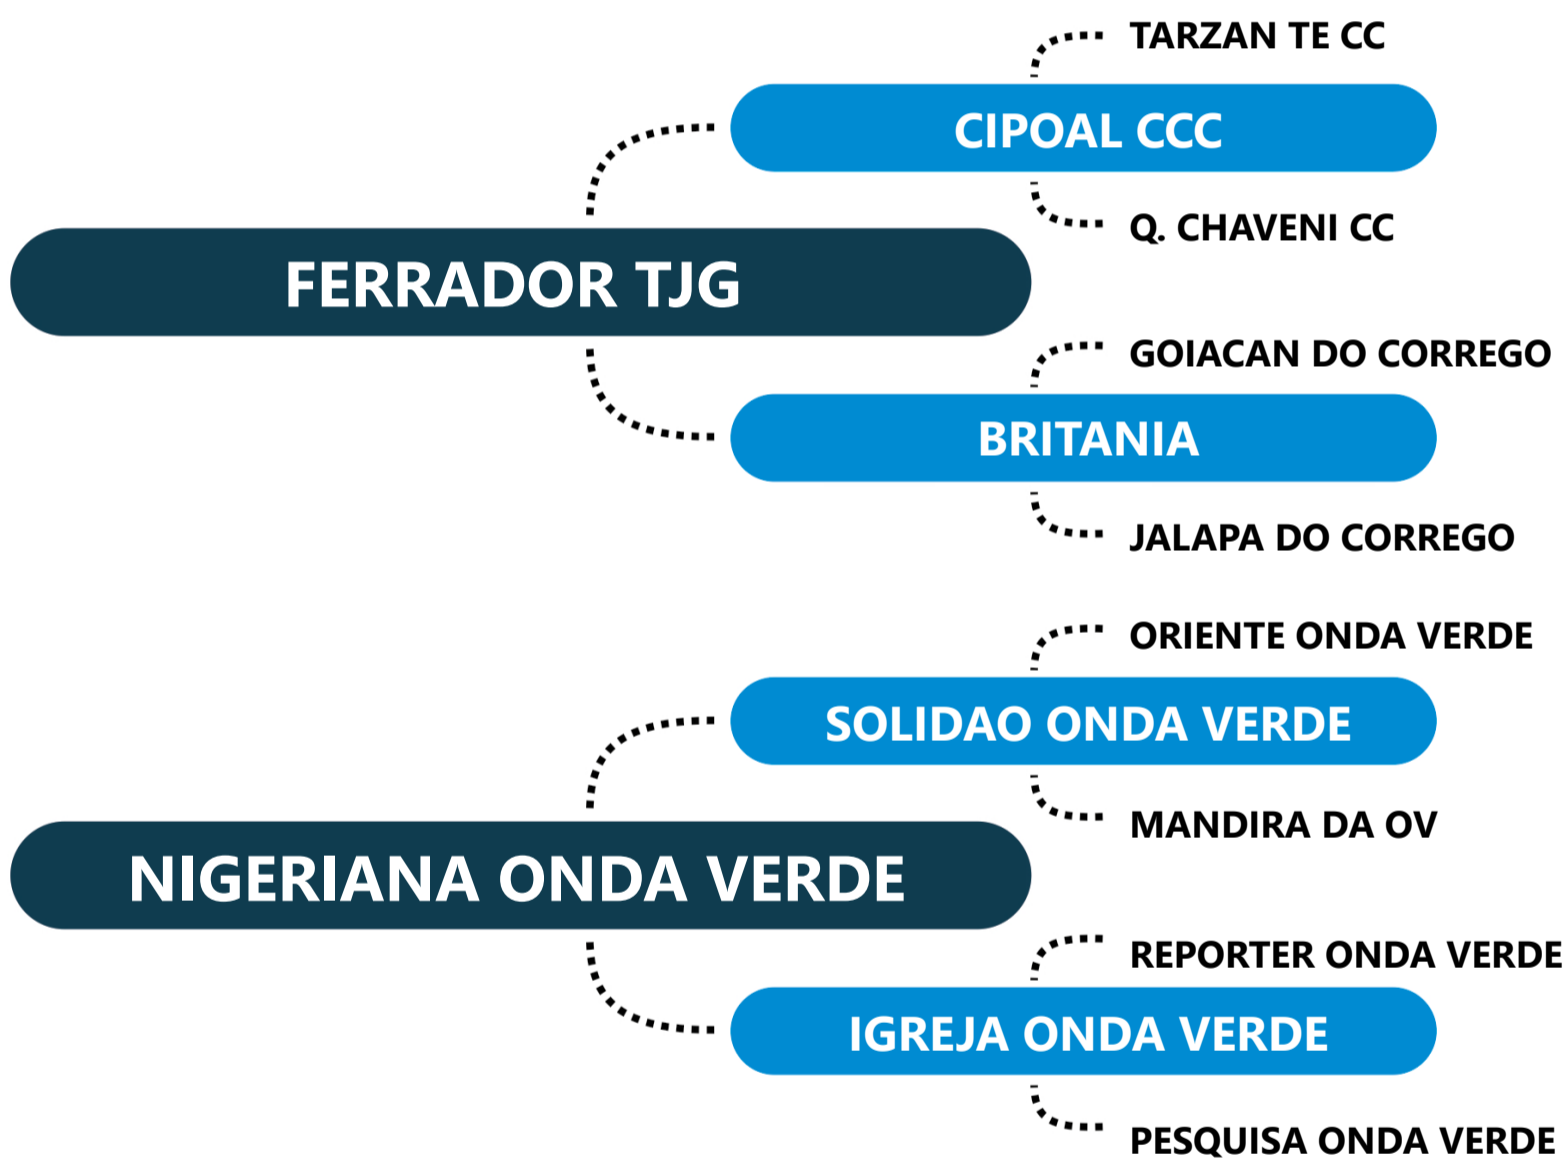 TARZAN TE CC
CIPOAL CCC
Q. CHAVENI CC
FERRADOR TJG
GOIACAN DO CORREGO
BRITANIA
JALAPA DO CORREGO
ORIENTE ONDA VERDE
SOLIDAO ONDA VERDE
MANDIRA DA OV
NIGERIANA ONDA VERDE
REPORTER ONDA VERDE
IGREJA ONDA VERDE
PESQUISA ONDA VERDE